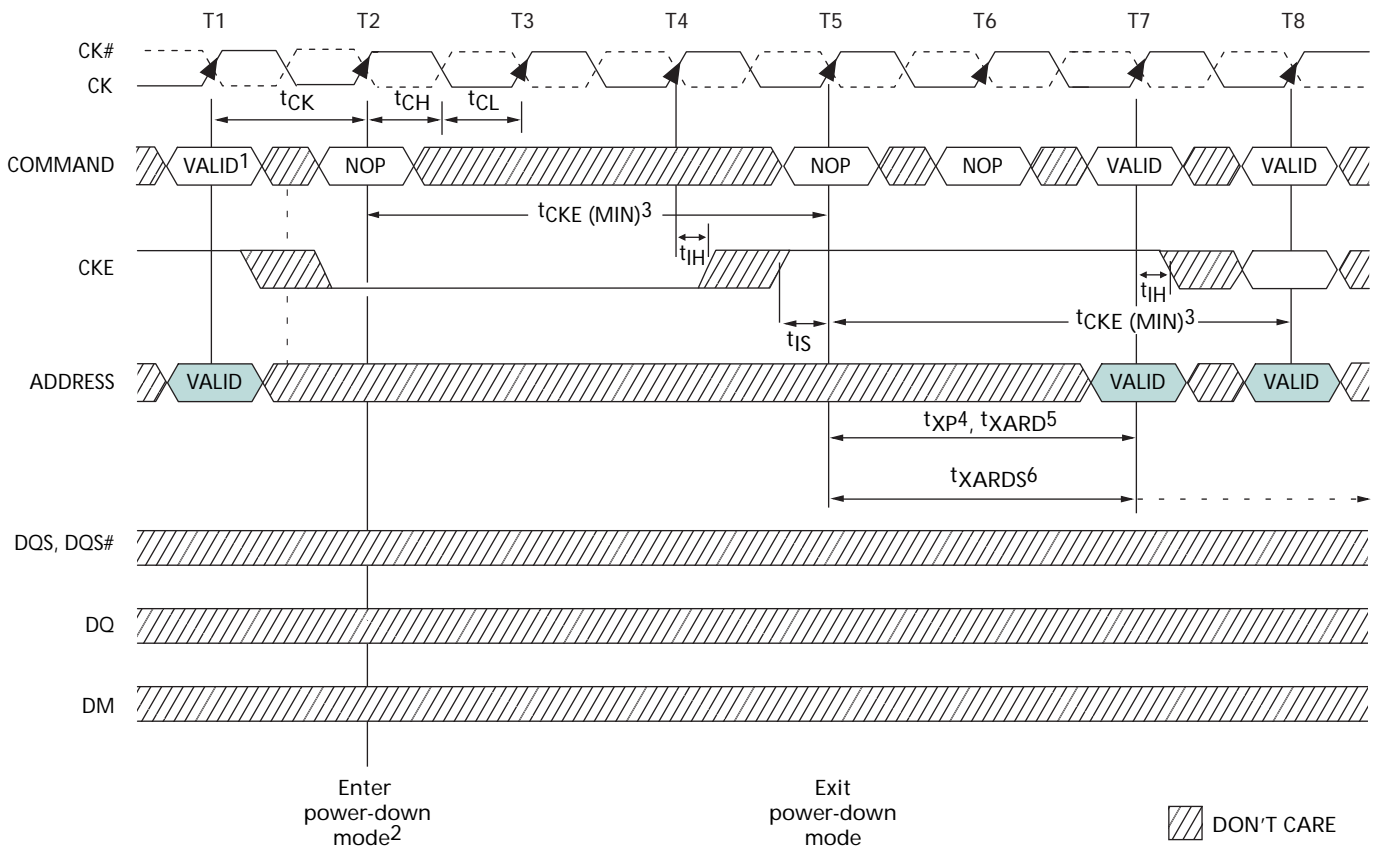 T1 T2 T3 T4 T5 T6 T7 T8
CK#
CK
tCK tCH tCL
COMMAND VALID1 NOP NOP NOP VALID VALID
tCKE (MIN)3
CKE tIH tIH
tIS tCKE (MIN)3
ADDRESS VALID VALID VALID
tXP4, tXARD5
tXARDS6
DQS, DQS#
DQ
DM
Enter
power-down
mode2
Exit
power-down
mode
DON'T CARE